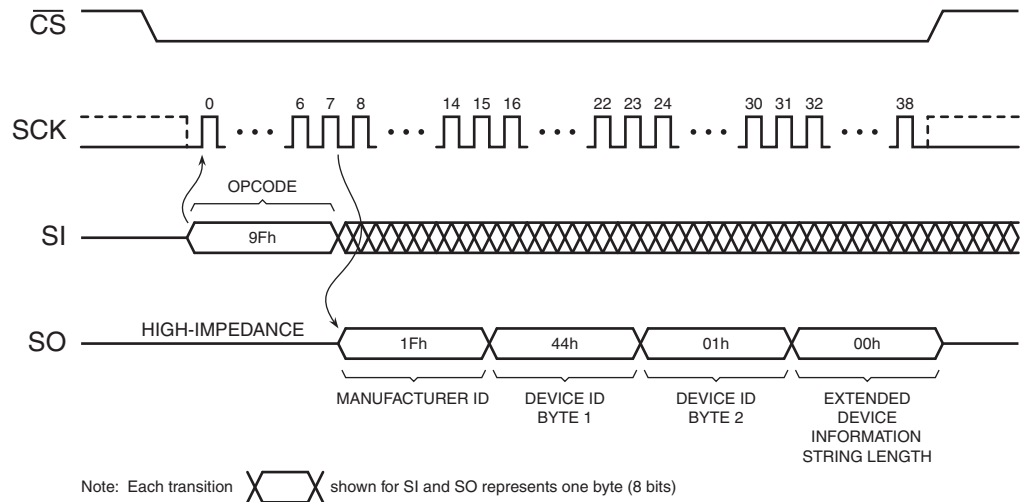 CS
SCK
0 6 7 8 14 15 16 22 23 24 30 31 32 38
OPCODE
SI
9Fh
HIGH-IMPEDANCE
SO
1Fh 44h 01h 00h
MANUFACTURER ID
DEVICE ID
BYTE 1
DEVICE ID
BYTE 2
EXTENDED
DEVICE
INFORMATION
STRING LENGTH
Note: Each transition shown for SI and SO represents one byte (8 bits)